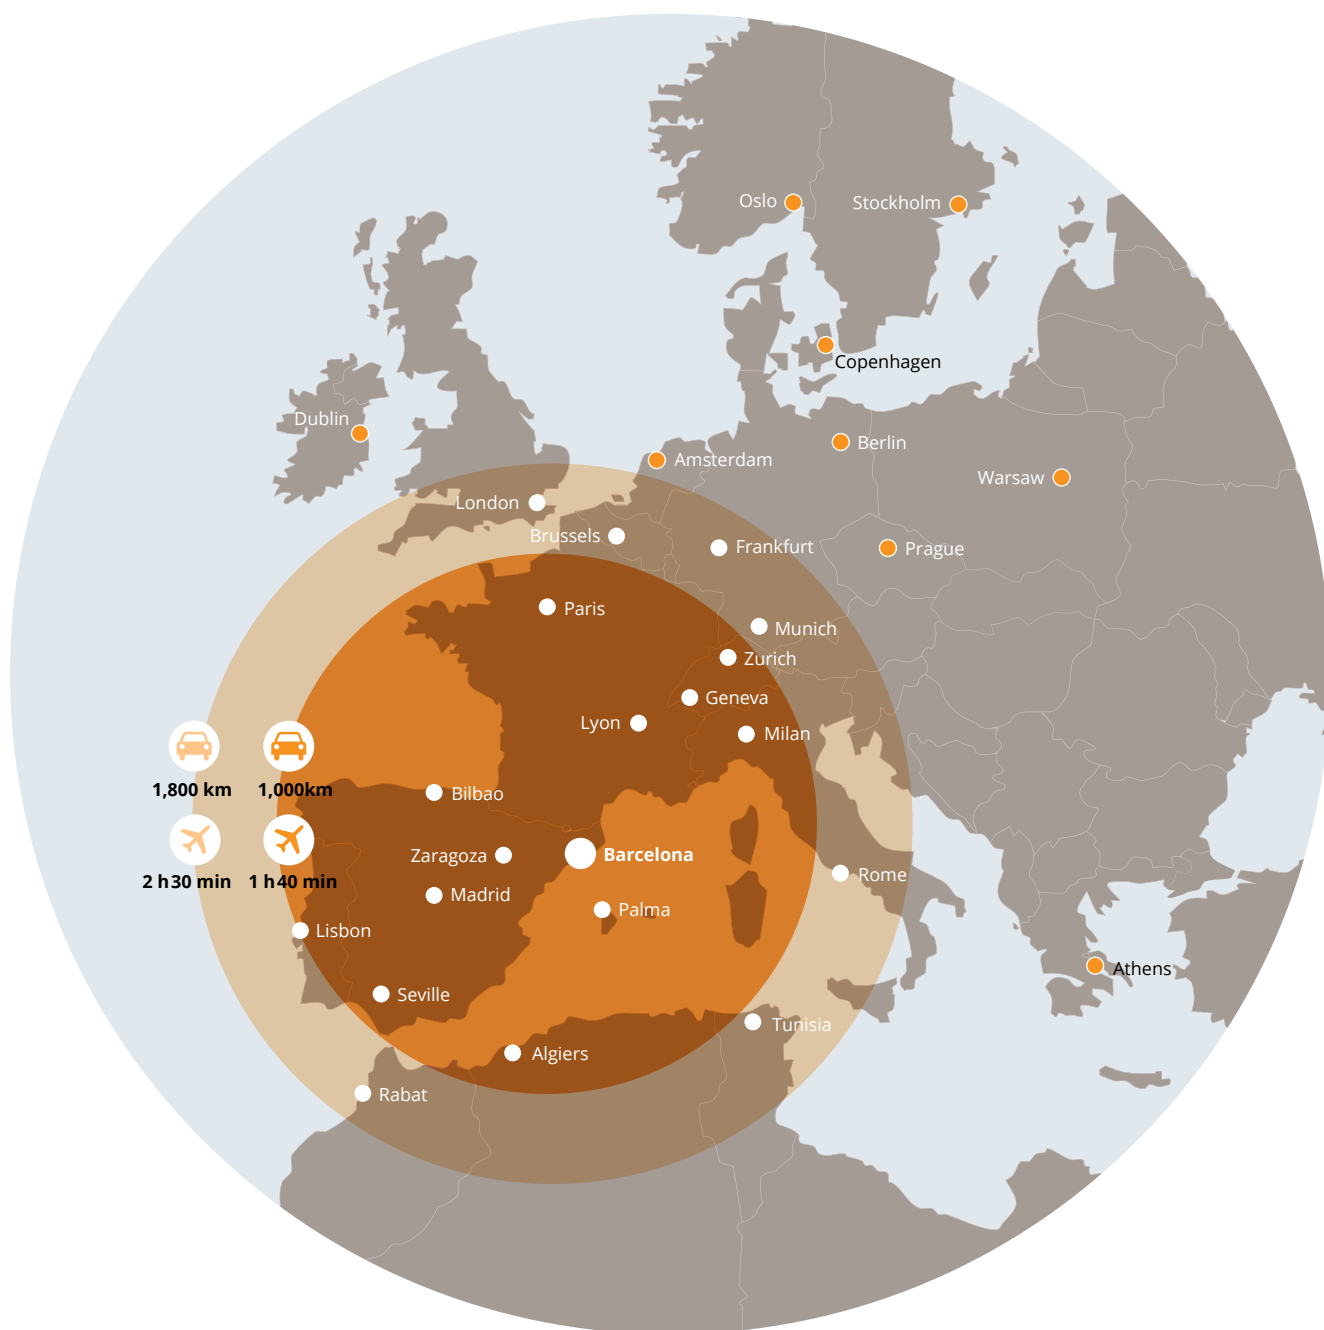 Oslo
Stockholm
Copenhagen
Dublin
Berlin
Amsterdam
Warsaw
London
Brussels
Frankfurt
Prague
Paris
Munich
Zurich
Geneva
Lyon
Milan
1,800 km
1,000km
Bilbao
Zaragoza
Barcelona
Rome
2 h30 min
1 h40 min
Madrid
Palma
Lisbon
Athens
Seville
Tunisia
Algiers
Rabat